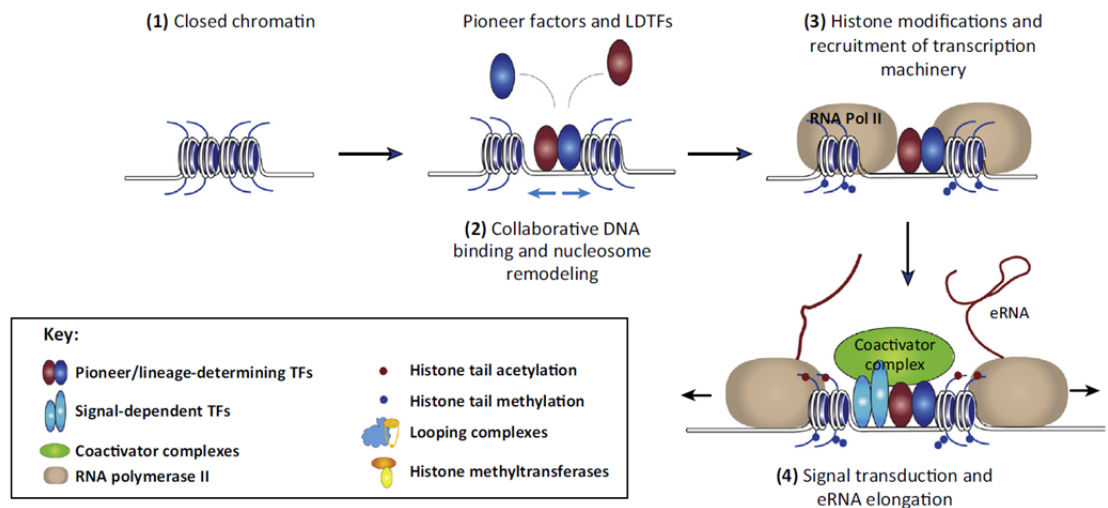 (1) Closed chromatin
Pioneer factors and LDTFs
(2) Collaborative DNA
binding and nucleosome
remodeling
(3) Histone modifications and
recruitment of transcription
machinery
RNA Pol II
eRNA
Coactivator
complex
(4) Signal transduction and
eRNA elongation
Key:
Pioneer/lineage-determining TFs
Signal-dependent TFs
Coactivator complexes
RNA polymerase II
Histone tail acetylation
Histone tail methylation
Looping complexes
Histone methyltransferases